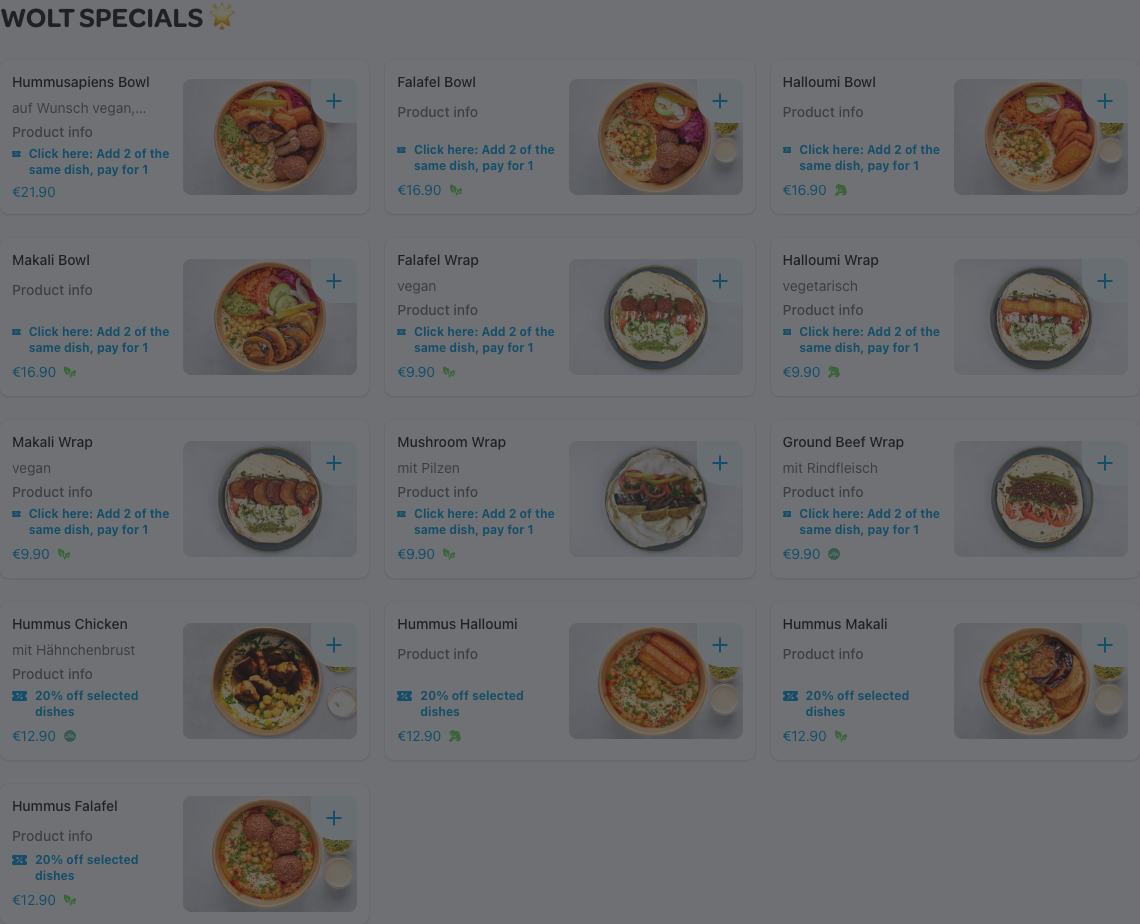 WOLT SPECIALS 🌟
Hummusapiens Bowl
auf Wunsch vegan,...
Product info
Click here: Add 2 of the
same dish, pay for 1
€21.90
Falafel Bowl
Product info
Click here: Add 2 of the
same dish, pay for 1
€16.90
Halloumi Bowl
Product info
Click here: Add 2 of the
same dish, pay for 1
€16.90
Makali Bowl
Product info
Click here: Add 2 of the
same dish, pay for 1
€16.90
Falafel Wrap
vegan
Product info
Click here: Add 2 of the
same dish, pay for 1
€9.90
Halloumi Wrap
vegetarisch
Product info
Click here: Add 2 of the
same dish, pay for 1
€9.90
Makali Wrap
vegan
Product info
Click here: Add 2 of the
same dish, pay for 1
€9.90
Mushroom Wrap
mit Pilzen
Product info
Click here: Add 2 of the
same dish, pay for 1
€9.90
Ground Beef Wrap
mit Rindfleisch
Product info
Click here: Add 2 of the
same dish, pay for 1
€9.90
Hummus Chicken
mit Hähnchenbrust
Product info
20% off selected
dishes
€12.90
Hummus Halloumi
Product info
20% off selected
dishes
€12.90
Hummus Makali
Product info
20% off selected
dishes
€12.90
Hummus Falafel
Product info
20% off selected
dishes
€12.90